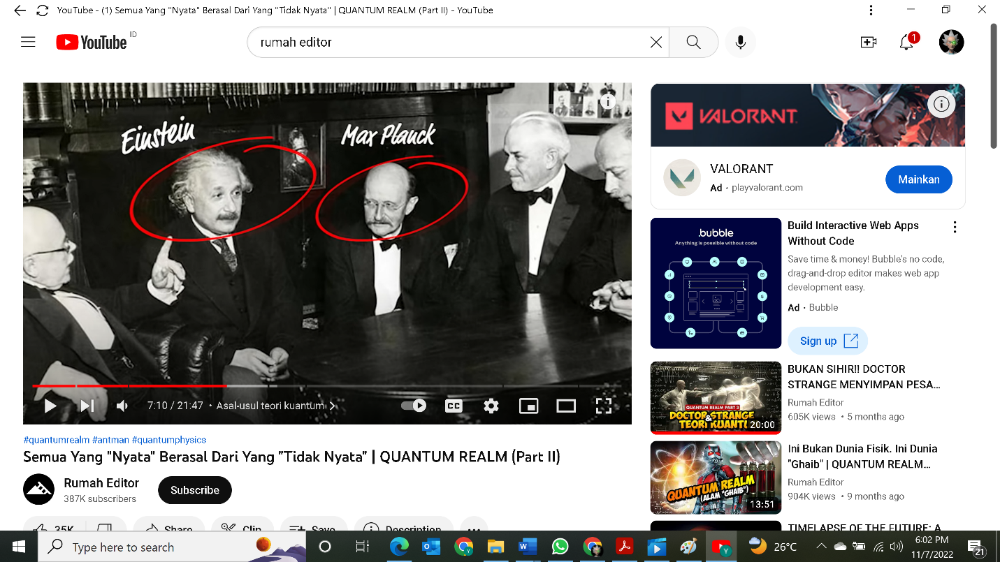 YouTube - (1) Semua Yang "Nyata" Berasal Dari Yang "Tidak Nyata" | QUANTUM REALM (Part II) - YouTube
YouTube ID
rumah editor
1
Einstein
Max Planck
7:10 / 21:47 • Asal-usul teori kuantum
CC
#quantumrealm #antman #quantumphysics
Semua Yang "Nyata" Berasal Dari Yang "Tidak Nyata" | QUANTUM REALM (Part II)
Rumah Editor
387K subscribers
Subscribe
35K
Share
Clip
Save
Description
VALORANT
VALORANT
Ad · playvalorant.com
Mainkan
.bubble
Anything is possible without code
Build Interactive Web Apps
Without Code
Save time & money! Bubble's no code,
drag-and-drop editor makes web app
development easy.
Ad · Bubble
Sign up
QUANTUM REALM PART 3
DOCTOR STRANGE
&
TEORI KUANTU
20:00
BUKAN SIHIR!! DOCTOR
STRANGE MENYIMPAN PESA...
Rumah Editor
605K views • 5 months ago
QUANTUM REALM
(ALAM "GHAIB")
13:51
Ini Bukan Dunia Fisik. Ini Dunia
"Ghaib" | QUANTUM REALM...
Rumah Editor
904K views • 9 months ago
TIMELAPSE OF THE FUTURE: A
Type here to search
26°C
6:02 PM
11/7/2022
21